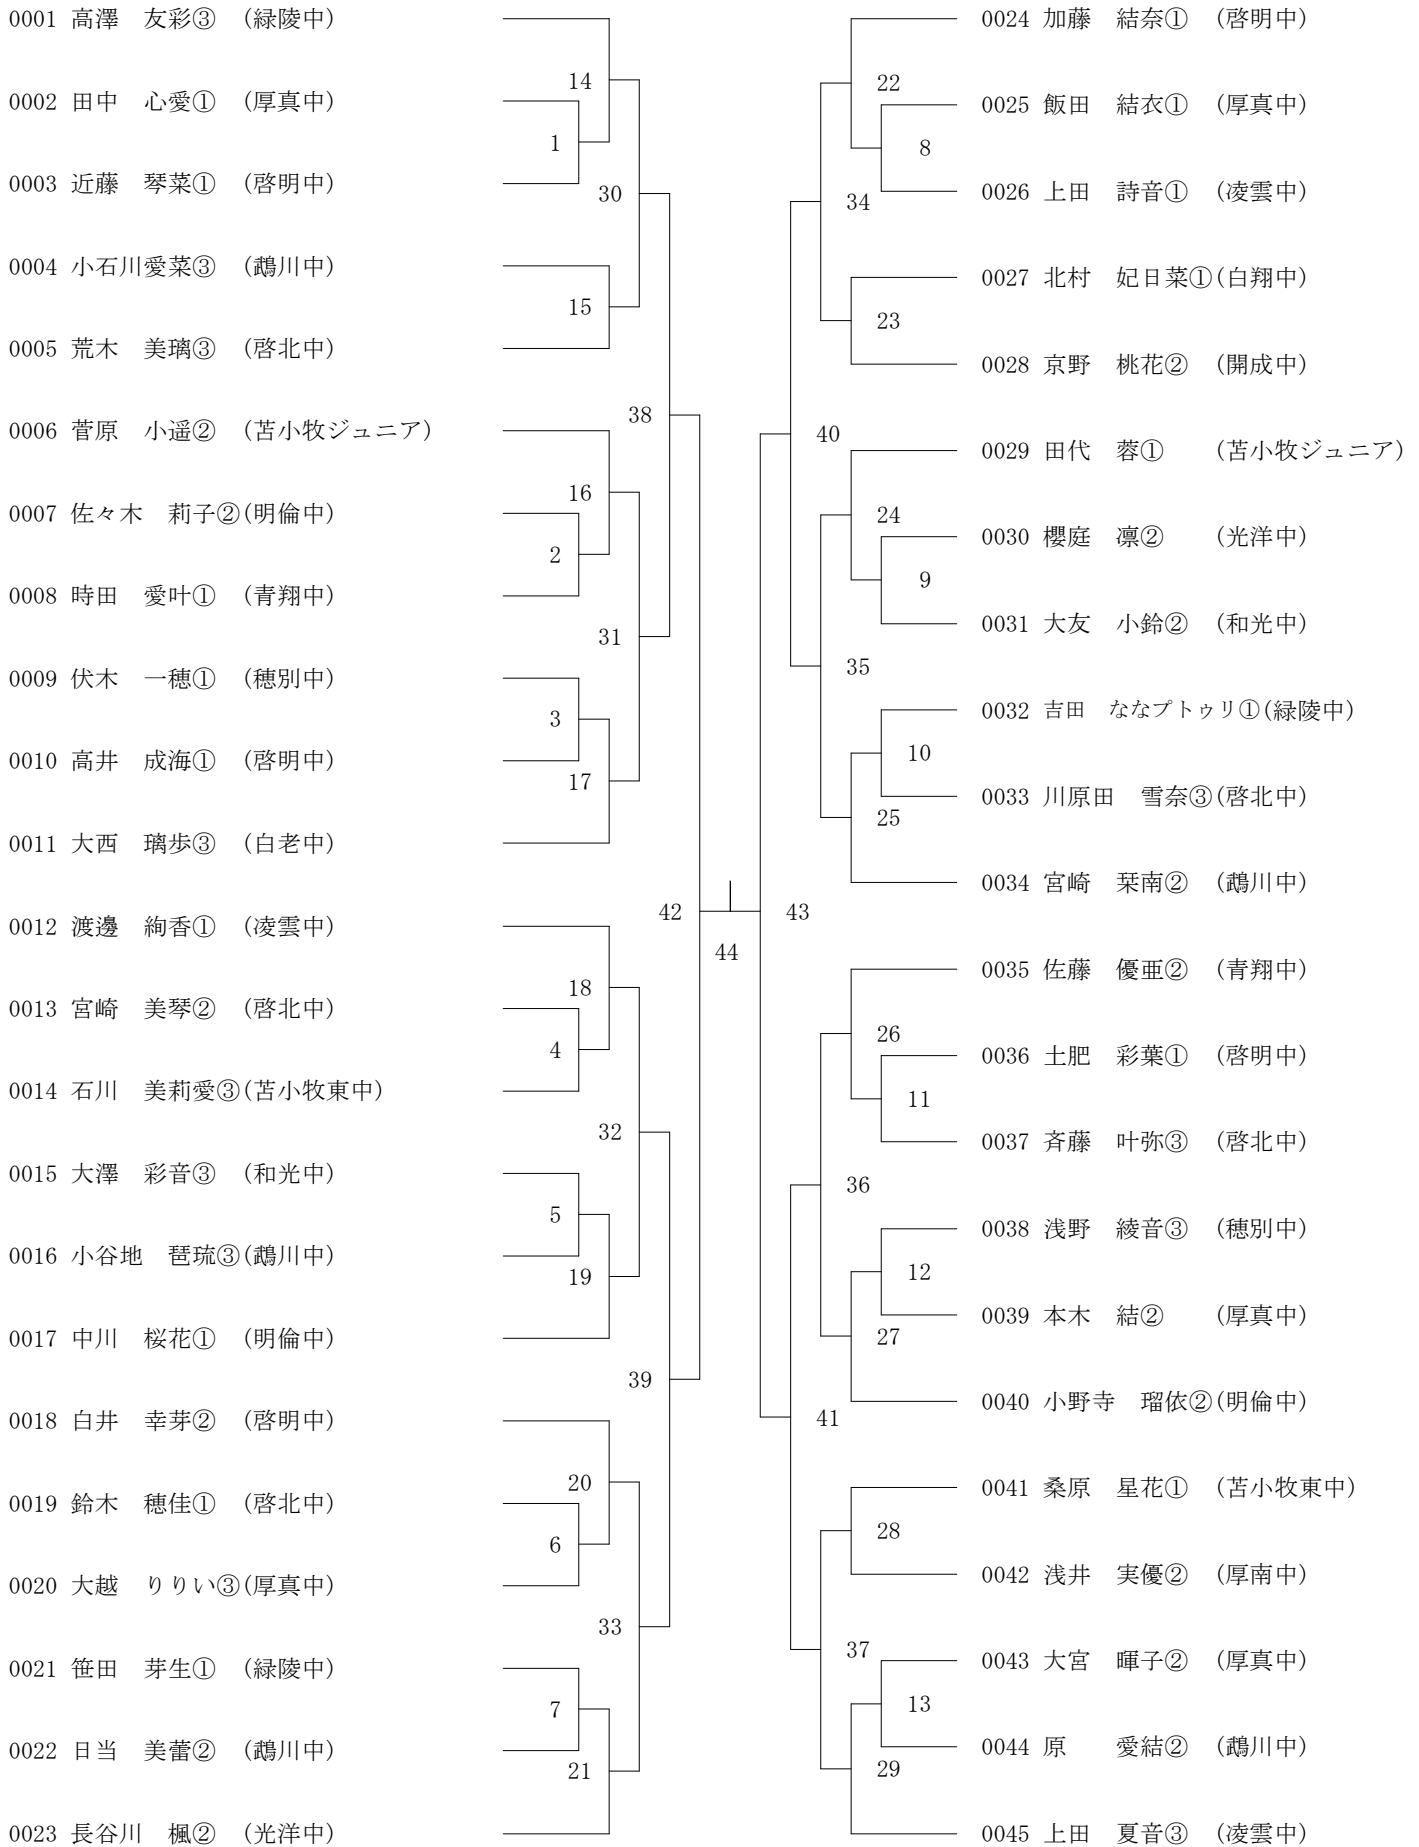 0001 高澤　友彩③　(緑陵中)
14
0002 田中　心愛①　(厚真中)
1
0003 近藤　琴菜①　(啓明中)
30
0004 小石川愛菜③　(鵡川中)
15
0005 荒木　美璃③　(啓北中)
38
0006 菅原　小遥②　(苫小牧ジュニア)
16
0007 佐々木　莉子②(明倫中)
2
0008 時田　愛叶①　(青翔中)
31
0009 伏木　一穂①　(穂別中)
3
0010 高井　成海①　(啓明中)
17
0011 大西　璃歩③　(白老中)
42
0012 渡邊　絢香①　(凌雲中)
18
0013 宮崎　美琴②　(啓北中)
4
0014 石川　美莉愛③(苫小牧東中)
32
0015 大澤　彩音③　(和光中)
5
0016 小谷地　琶琉③(鵡川中)
19
0017 中川　桜花①　(明倫中)
39
0018 白井　幸芽②　(啓明中)
20
0019 鈴木　穂佳①　(啓北中)
6
0020 大越　りりい③(厚真中)
33
0021 笹田　芽生①　(緑陵中)
7
0022 日当　美蕾②　(鵡川中)
21
0023 長谷川　楓②　(光洋中)
44
0024 加藤　結奈①　(啓明中)
22
0025 飯田　結衣①　(厚真中)
8
0026 上田　詩音①　(凌雲中)
34
0027 北村　妃日菜①(白翔中)
23
0028 京野　桃花②　(開成中)
40
0029 田代　蓉①　　(苫小牧ジュニア)
24
0030 櫻庭　凛②　　(光洋中)
9
0031 大友　小鈴②　(和光中)
35
0032 吉田　ななプトゥリ①(緑陵中)
10
0033 川原田　雪奈③(啓北中)
25
0034 宮崎　栞南②　(鵡川中)
43
0035 佐藤　優亜②　(青翔中)
26
0036 土肥　彩葉①　(啓明中)
11
0037 斉藤　叶弥③　(啓北中)
36
0038 浅野　綾音③　(穂別中)
12
0039 本木　結②　　(厚真中)
27
0040 小野寺　瑠依②(明倫中)
41
0041 桑原　星花①　(苫小牧東中)
28
0042 浅井　実優②　(厚南中)
37
0043 大宮　暉子②　(厚真中)
13
0044 原　　愛結②　(鵡川中)
29
0045 上田　夏音③　(凌雲中)